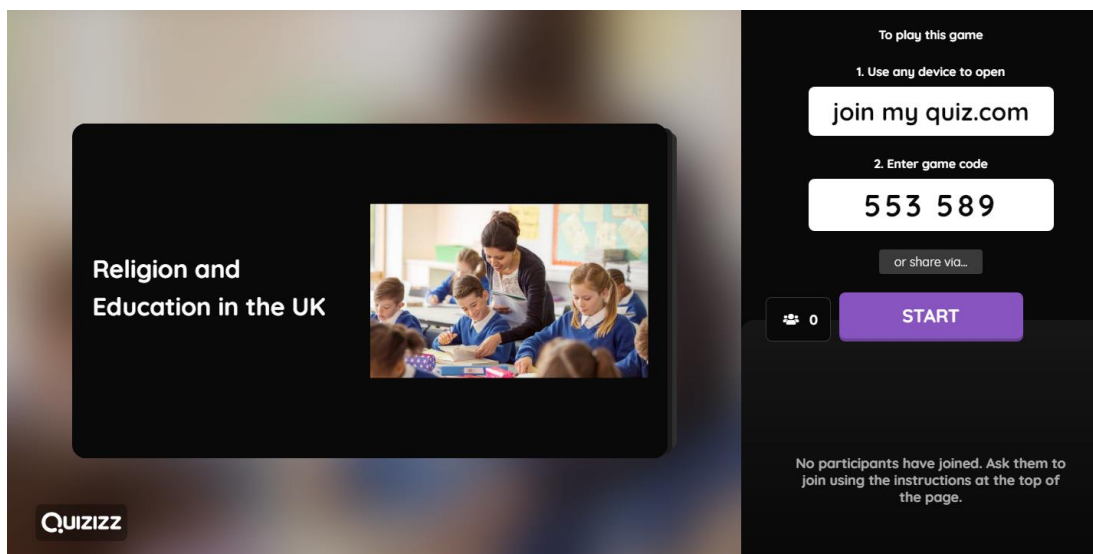 Religion and
Education in the UK
QUIZIZZ
To play this game
1. Use any device to open
join my quiz.com
2. Enter game code
553 589
or share via...
0
START
No participants have joined. Ask them to
join using the instructions at the top of
the page.